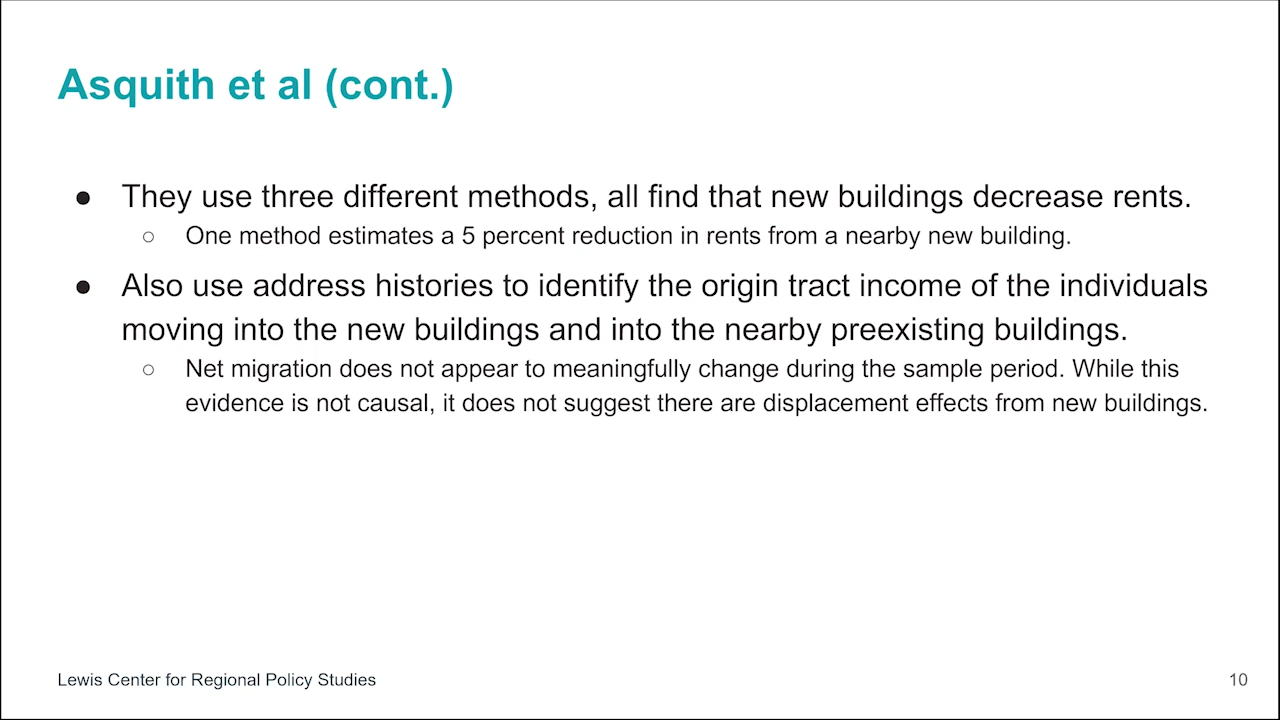 Asquith et al (cont.)
● They use three different methods, all find that new buildings decrease rents.
○ One method estimates a 5 percent reduction in rents from a nearby new building.
● Also use address histories to identify the origin tract income of the individuals
moving into the new buildings and into the nearby preexisting buildings.
○ Net migration does not appear to meaningfully change during the sample period. While this
evidence is not causal, it does not suggest there are displacement effects from new buildings.
Lewis Center for Regional Policy Studies
10